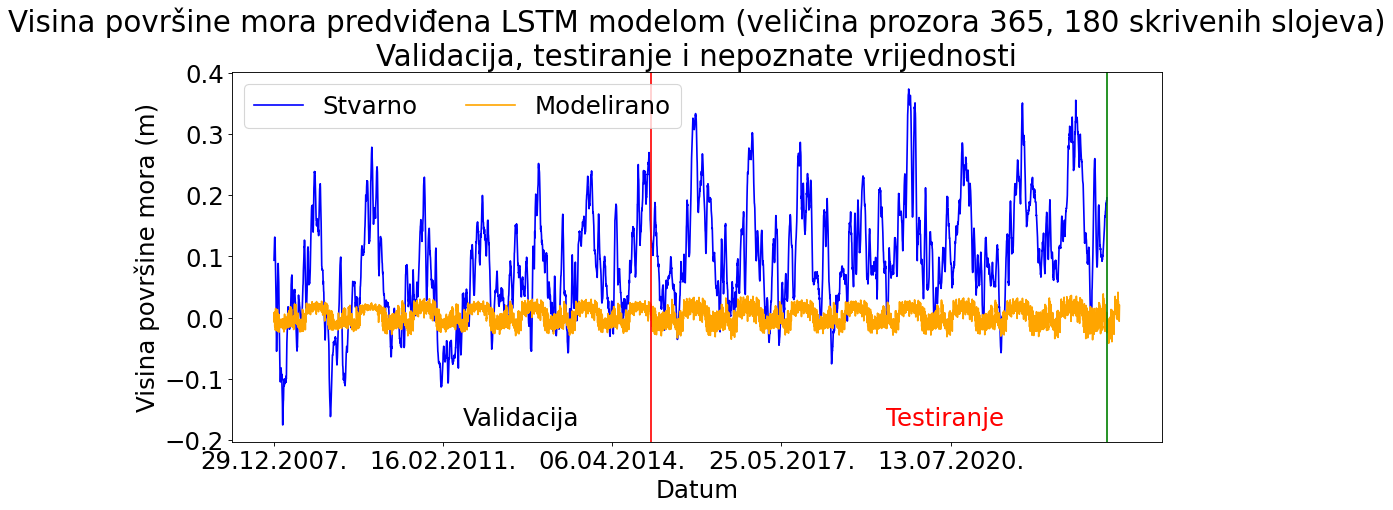 Visina površine mora predviđena LSTM modelom (veličina prozora 365, 180 skrivenih slojeva)
Validacija, testiranje i nepoznate vrijednosti
Stvarno
Modelirano
Visina površine mora (m)
0.4
0.3
0.2
0.1
0.0
−0.1
−0.2
Validacija
Testiranje
29.12.2007.
16.02.2011.
06.04.2014.
25.05.2017.
13.07.2020.
Datum